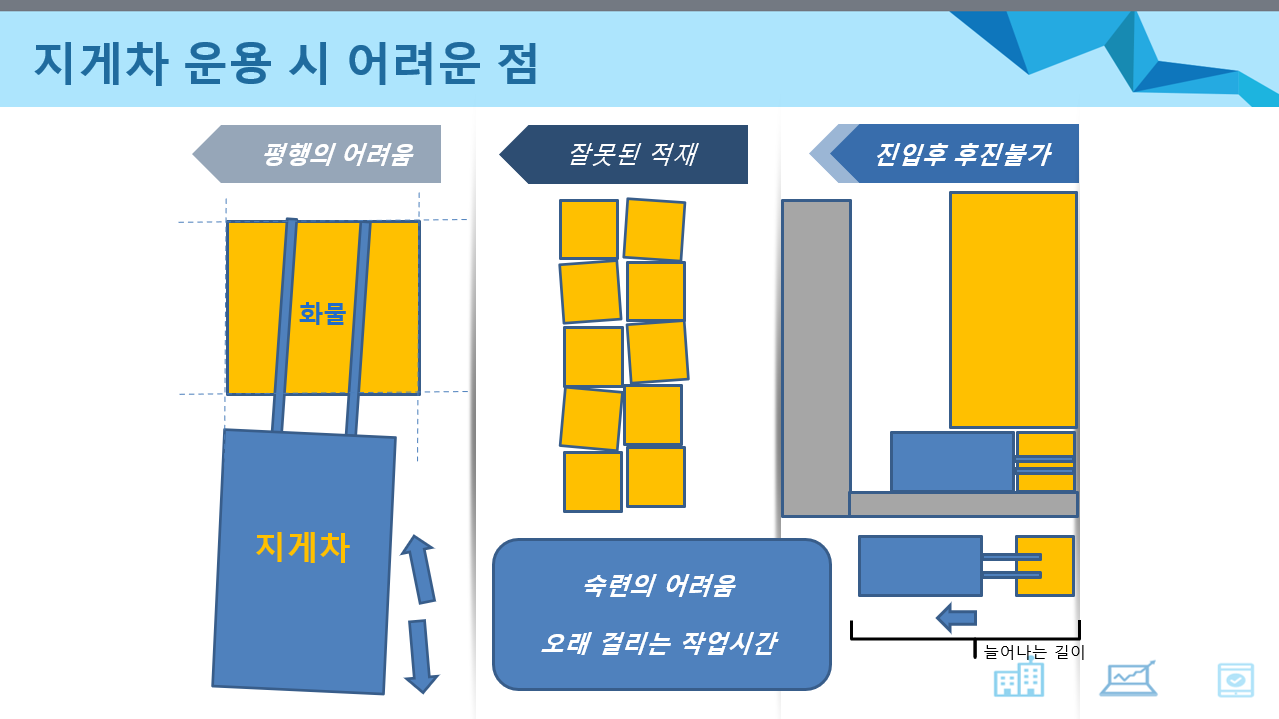 지게차 운용 시 어려운 점
평행의 어려움
잘못된 적재
진입후 후진불가
화물
지게차
숙련의 어려움
오래 걸리는 작업시간
늘어나는 길이